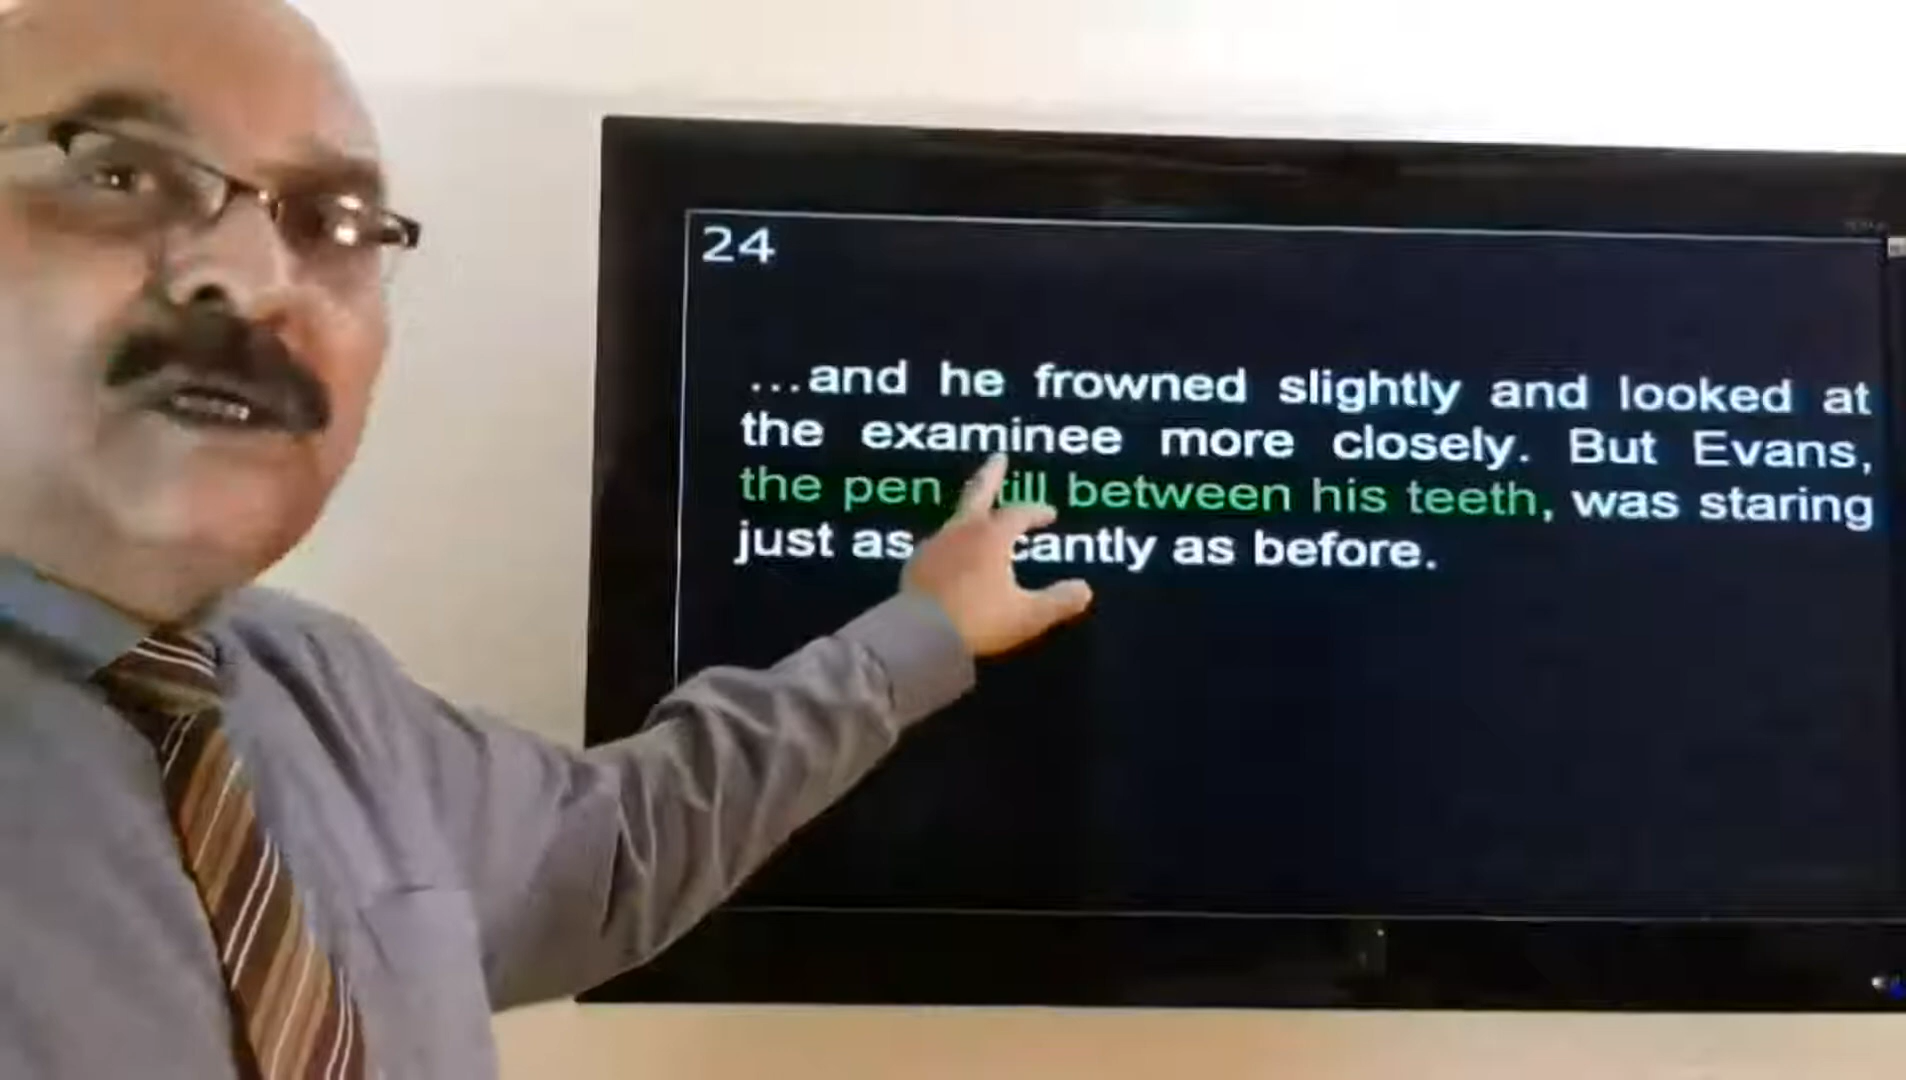 24
...and he frowned slightly and looked at
the examinee more closely. But Evans,
the pen still between his teeth, was staring
just as before.